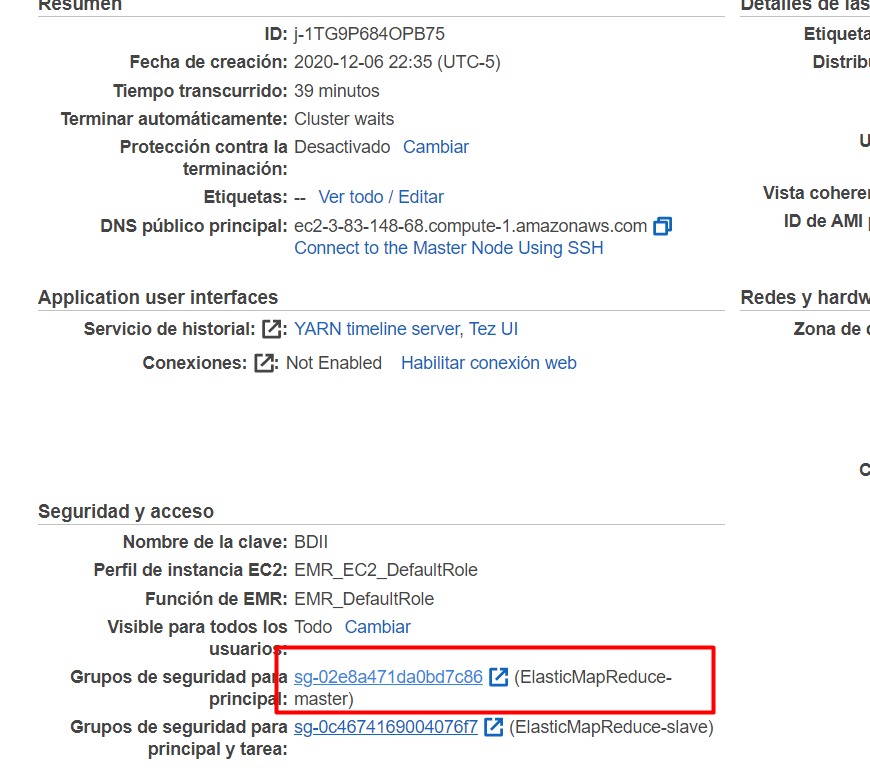 Resumen
ID: j-1TG9P684OPB75
Fecha de creación: 2020-12-06 22:35 (UTC-5)
Tiempo transcurrido: 39 minutos
Terminar automáticamente: Cluster waits
Protección contra la terminación: Desactivado Cambiar
Etiquetas: -- Ver todo / Editar
DNS público principal: ec2-3-83-148-68.compute-1.amazonaws.com
Connect to the Master Node Using SSH
Application user interfaces
Servicio de historial: : YARN timeline server, Tez UI
Conexiones: : Not Enabled Habilitar conexión web
Seguridad y acceso
Nombre de la clave: BDII
Perfil de instancia EC2: EMR_EC2_DefaultRole
Función de EMR: EMR_DefaultRole
Visible para todos los usuarios: Todo Cambiar
Grupos de seguridad para principal: sg-02e8a471da0bd7c86 (ElasticMapReduce-
master)
Grupos de seguridad para principal y tarea: sg-0c4674169004076f7 (ElasticMapReduce-slave)
Detalles de las
Etiqueta
Distrib
U
Vista cohere
ID de AMI
Redes y hardw
Zona de